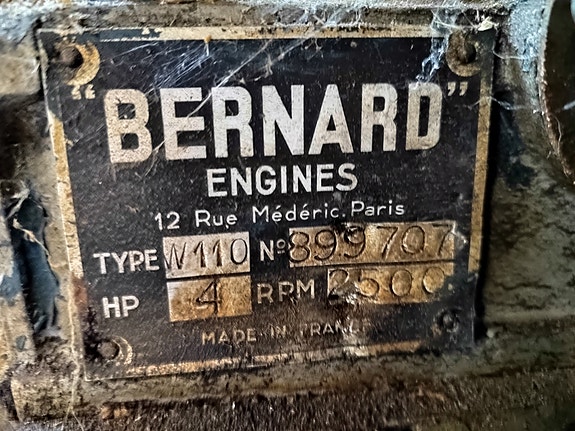 "BERNARD"
ENGINES
12 Rue Médéric. Paris
TYPE W110 Nº 899707
HP 4 RPM 2500
MADE IN FRANCE